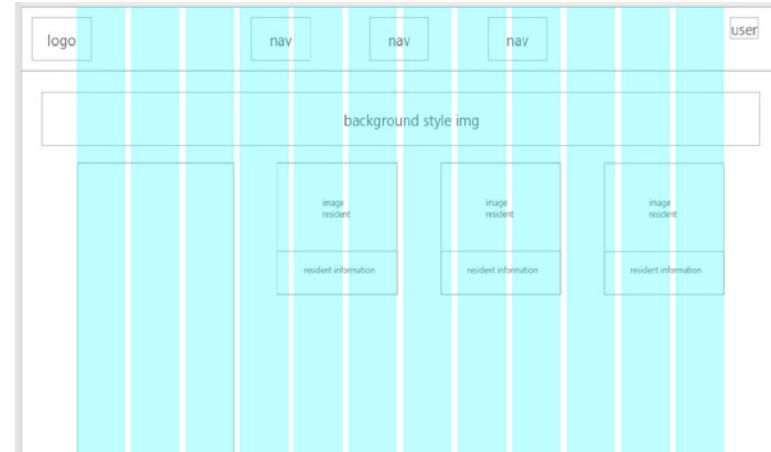 logo
nav
nav
nav
user
background style img
image
resident
image
resident
image
resident
resident information
resident information
resident information